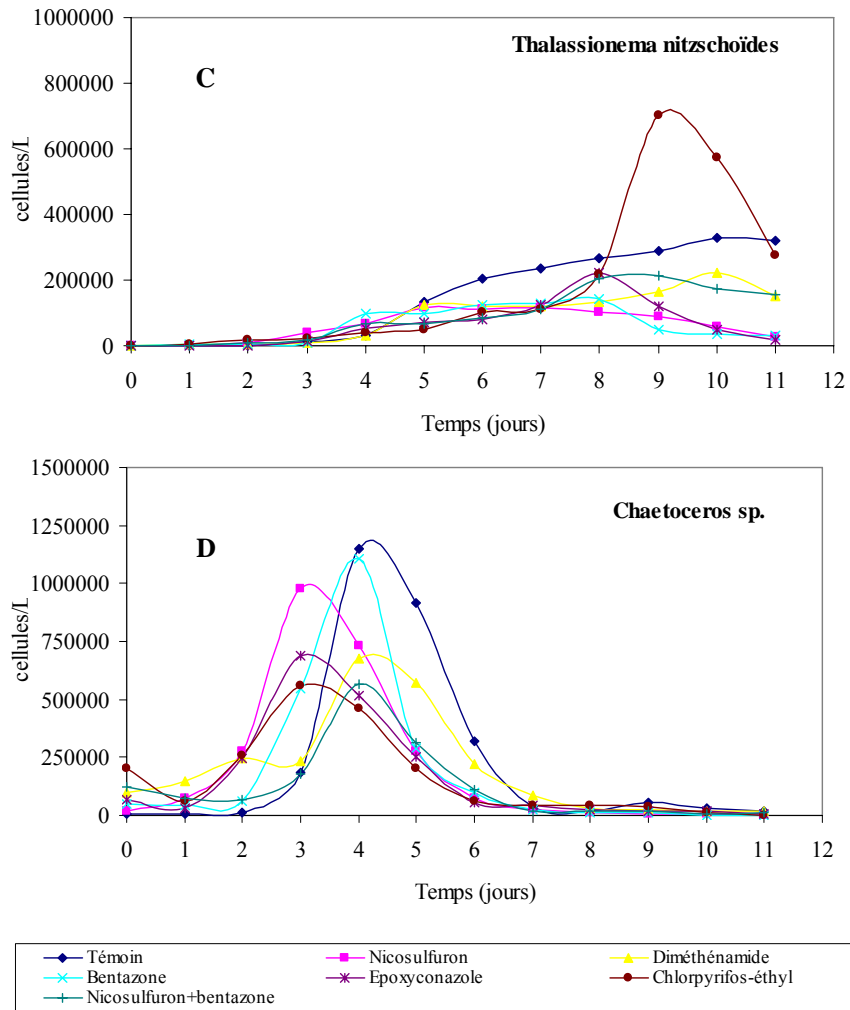 Thalassionema nitzschoïdes
C
cellules/L
1000000
800000
600000
400000
200000
0
0 1 2 3 4 5 6 7 8 9 10 11 12
Temps (jours)
Chaetoceros sp.
D
cellules/L
1500000
1250000
1000000
750000
500000
250000
0
0 1 2 3 4 5 6 7 8 9 10 11 12
Temps (jours)
Témoin Nicosulfuron Diméthénamide
Bentazone Epoxyconazole Chlorpyrifos-éthyl
Nicosulfuron+bentazone